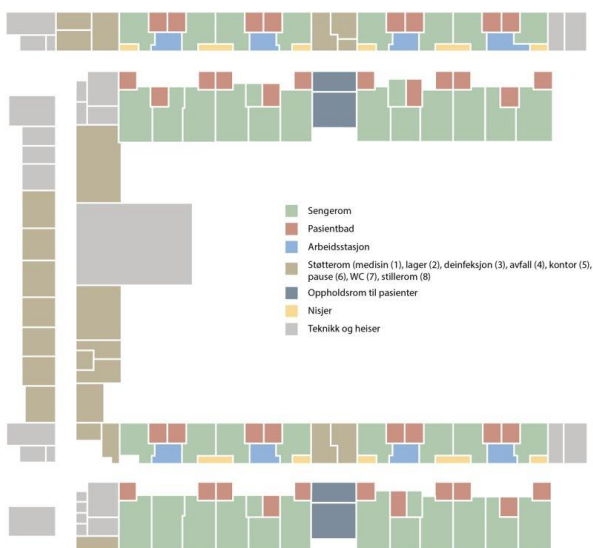 Sengerom
Pasientbad
Arbeidsstasjon
Støtterom (medisin (1), lager (2), deinfeksjon (3), avfall (4), kontor (5),
pause (6), WC (7), stillerom (8)
Oppholdsrom til pasienter
Nisjer
Teknikk og heiser